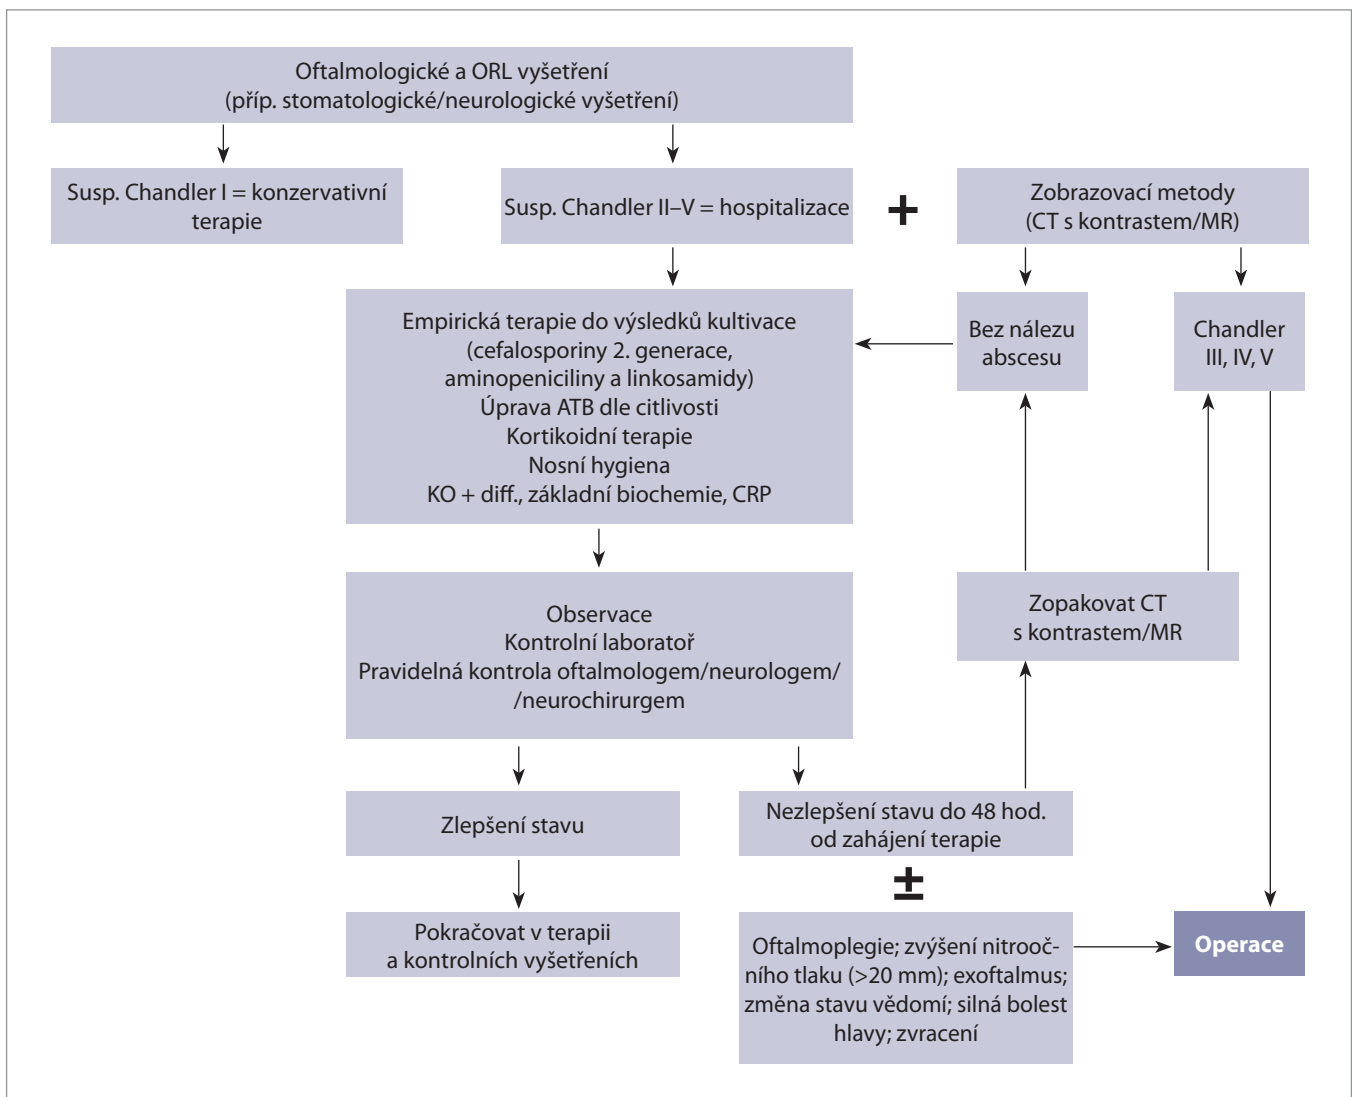 Oftalmologické a ORL vyšetření
(příp. stomatologické/neurologické vyšetření)
Susp. Chandler I = konzervativní
terapie
Susp. Chandler II–V = hospitalizace
+
Zobrazovací metody
(CT s kontrastem/MR)
Empirická terapie do výsledků kultivace
(cefalosporiny 2. generace,
aminopeniciliny a linkosamidy)
Úprava ATB dle citlivosti
Kortikoidní terapie
Nosní hygiena
KO + diff., základní biochemie, CRP
Bez nálezu
abscesu
Chandler
III, IV, V
Observace
Kontrolní laboratoř
Pravidelná kontrola oftalmologem/neurologem/
/neurochirurgem
Zopakovat CT
s kontrastem/MR
Zlepšení stavu
Nezlepšení stavu do 48 hod.
od zahájení terapie
±
Pokračovat v terapii
a kontrolních vyšetřeních
Oftalmoplegie; zvýšení nitrooč-
ního tlaku (>20 mm); exoftalmus;
změna stavu vědomí; silná bolest
hlavy; zvracení
Operace